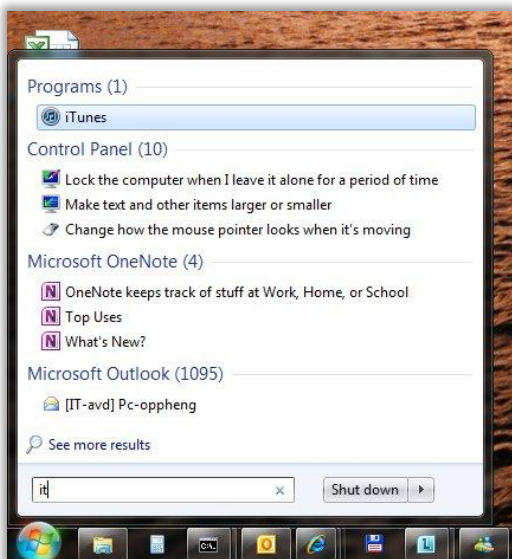 Programs (1)
iTunes
Control Panel (10)
Lock the computer when I leave it alone for a period of time
Make text and other items larger or smaller
Change how the mouse pointer looks when it's moving
Microsoft OneNote (4)
OneNote keeps track of stuff at Work, Home, or School
Top Uses
What's New?
Microsoft Outlook (1095)
[IT-avd] Pc-oppheng
See more results
it
Shut down